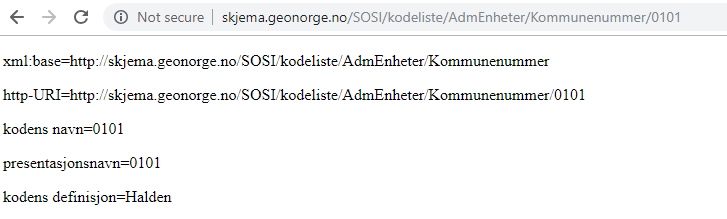 Not secure | skjema.geonorge.no/SOSI/kodeliste/AdmEnheter/Kommunenummer/0101
xml:base=http://skjema.geonorge.no/SOSI/kodeliste/AdmEnheter/Kommunenummer
http-URI=http://skjema.geonorge.no/SOSI/kodeliste/AdmEnheter/Kommunenummer/0101
kodens navn=0101
presentasjonsnavn=0101
kodens definisjon=Halden